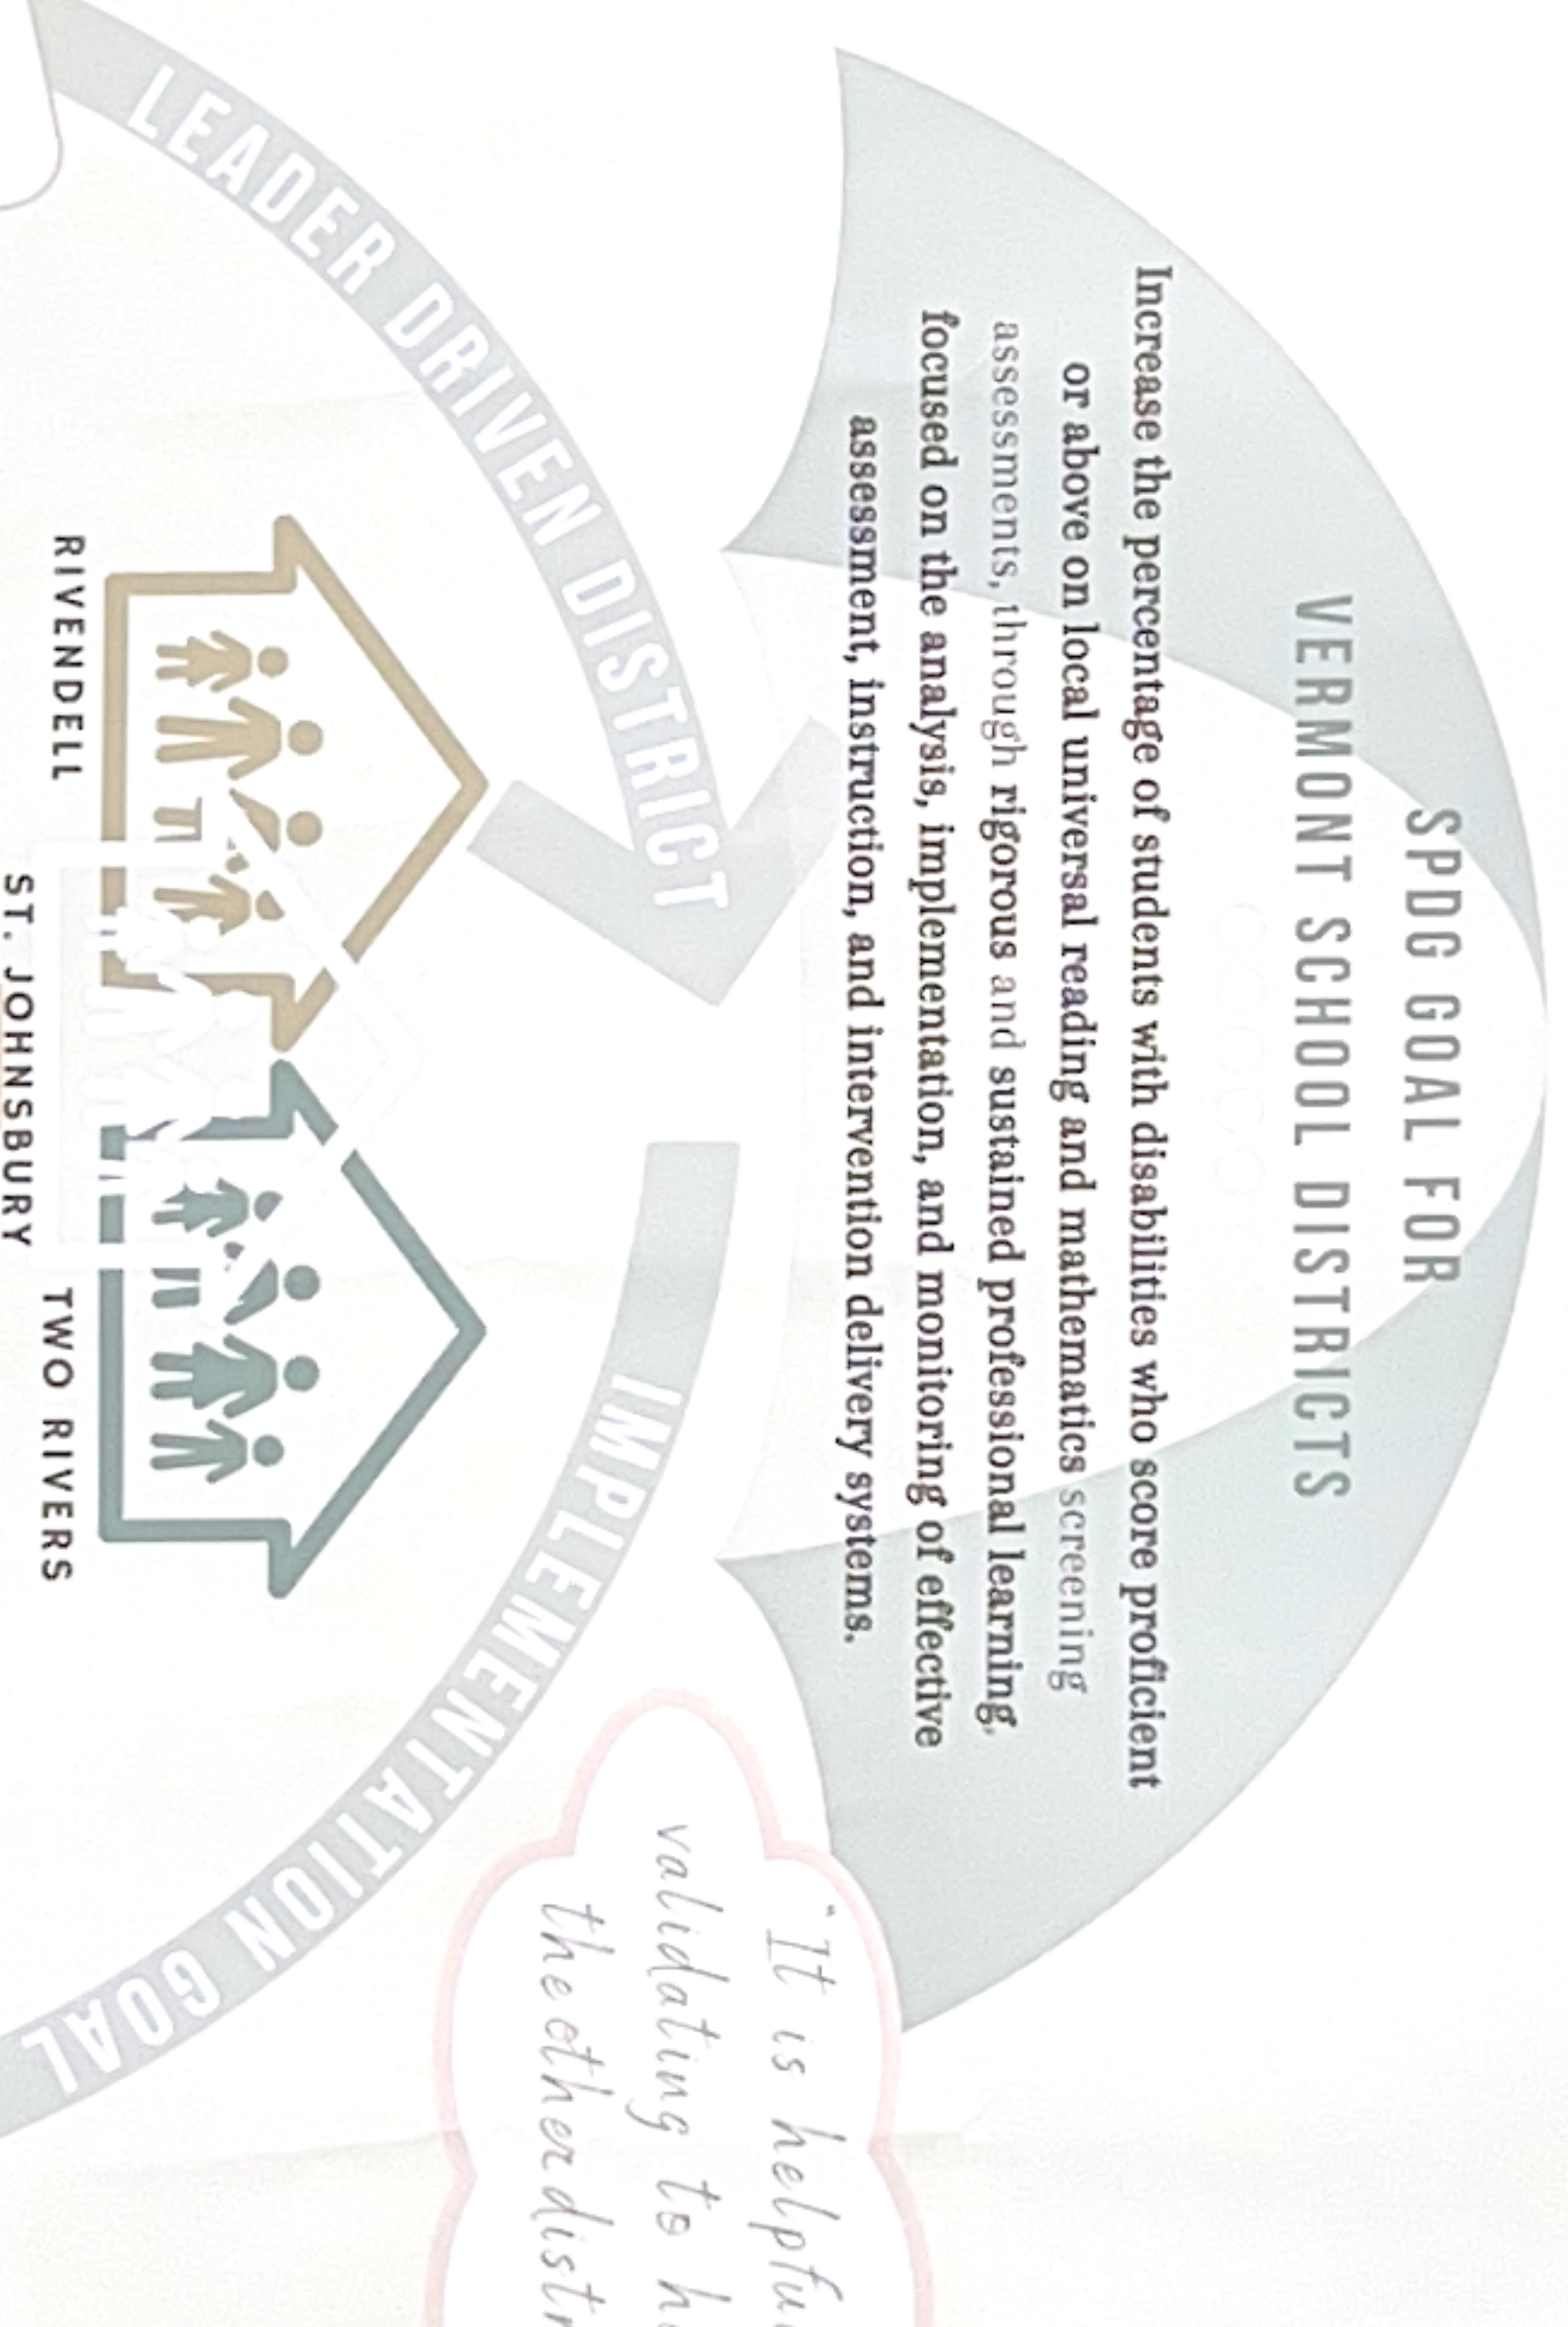 SPDG GOAL FOR
VERMONT SCHOOL DISTRICTS
Increase the percentage of students with disabilities who score proficient
or above on local universal reading and mathematics screening
assessments, through rigorous and sustained professional learning,
focused on the analysis, implementation, and monitoring of effective
assessment, instruction, and intervention delivery systems.
LEADER DRIVEN DISTRICT
IMPLEMENTATION GOAL
RIVENDELL
ST. JOHNSBURY
TWO RIVERS
"It is
validating to
the other